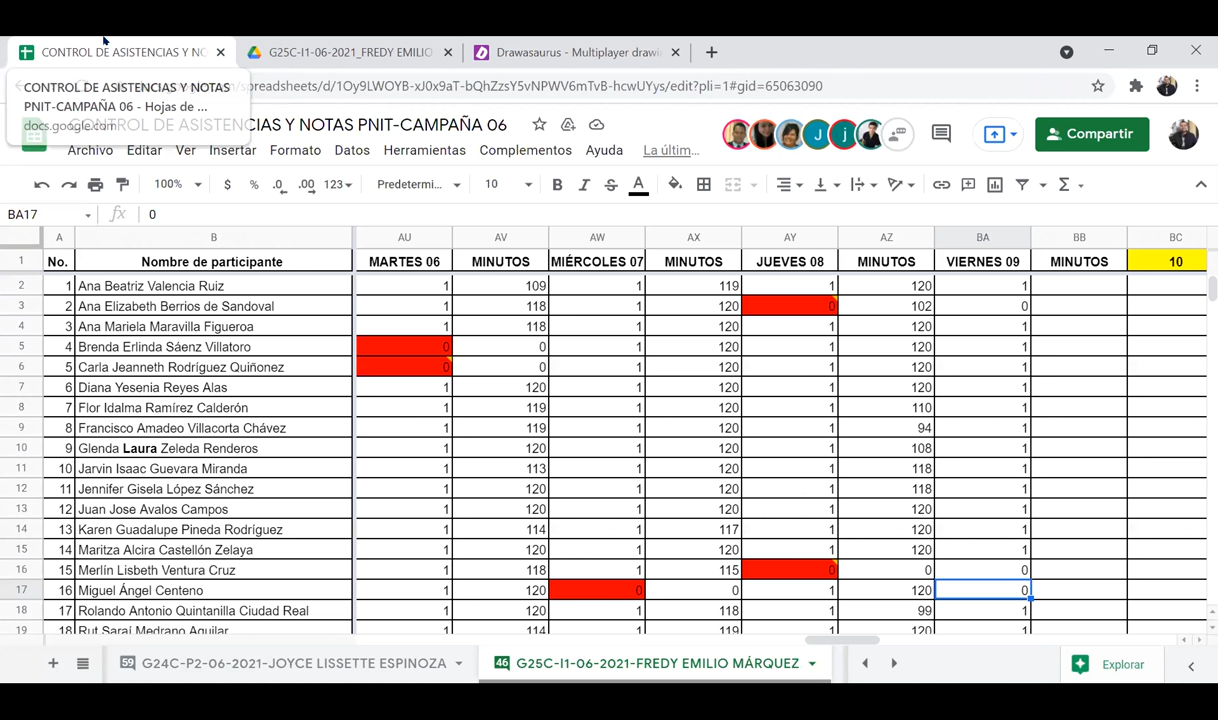 CONTROL DE ASISTENCIAS Y NO
G25C-I1-06-2021_FREDY EMILIO
Drawasaurus - Multiplayer drawi
CONTROL DE ASISTENCIAS Y NOTAS
PNIT-CAMPAÑA 06 - Hojas de ...
docs.google.com
spreadsheets/d/1Oy9LWOYB-xJ0x9aT-bQhZzsY5vNPWV6mTvB-hcwUYys/edit?pli=1#gid=65063090
CONTROL DE ASISTENCIAS Y NOTAS PNIT-CAMPAÑA 06
J j
Compartir
Archivo Editar Ver Insertar Formato Datos Herramientas Complementos Ayuda La últim...
100% $ % .0 .00 123 Predetermi... 10 B I S A Σ
BA17 fx 0
A B AU AV AW AX AY AZ BA BB BC
1 No. Nombre de participante MARTES 06 MINUTOS MIÉRCOLES 07 MINUTOS JUEVES 08 MINUTOS VIERNES 09 MINUTOS 10
2 1 Ana Beatriz Valencia Ruiz 1 109 1 119 1 120 1
3 2 Ana Elizabeth Berrios de Sandoval 1 118 1 120 0 102 0
4 3 Ana Mariela Maravilla Figueroa 1 118 1 120 1 120 1
5 4 Brenda Erlinda Sáenz Villatoro 0 0 1 120 1 120 1
6 5 Carla Jeanneth Rodríguez Quiñonez 0 0 1 120 1 120 1
7 6 Diana Yesenia Reyes Alas 1 120 1 120 1 120 1
8 7 Flor Idalma Ramírez Calderón 1 119 1 120 1 110 1
9 8 Francisco Amadeo Villacorta Chávez 1 119 1 120 1 94 1
10 9 Glenda Laura Zeleda Renderos 1 120 1 120 1 108 1
11 10 Jarvin Isaac Guevara Miranda 1 113 1 120 1 118 1
12 11 Jennifer Gisela López Sánchez 1 120 1 120 1 118 1
13 12 Juan Jose Avalos Campos 1 120 1 120 1 120 1
14 13 Karen Guadalupe Pineda Rodríguez 1 114 1 117 1 120 1
15 14 Maritza Alcira Castellón Zelaya 1 120 1 120 1 120 1
16 15 Merlín Lisbeth Ventura Cruz 1 118 1 115 0 0 0
17 16 Miguel Ángel Centeno 1 120 0 0 1 120 0
18 17 Rolando Antonio Quintanilla Ciudad Real 1 120 1 118 1 99 1
19 18 Rut Saraí Medrano Aguilar 1 114 1 119 1 120 1
59 G24C-P2-06-2021-JOYCE LISSETTE ESPINOZA 46 G25C-I1-06-2021-FREDY EMILIO MÁRQUEZ Explorar